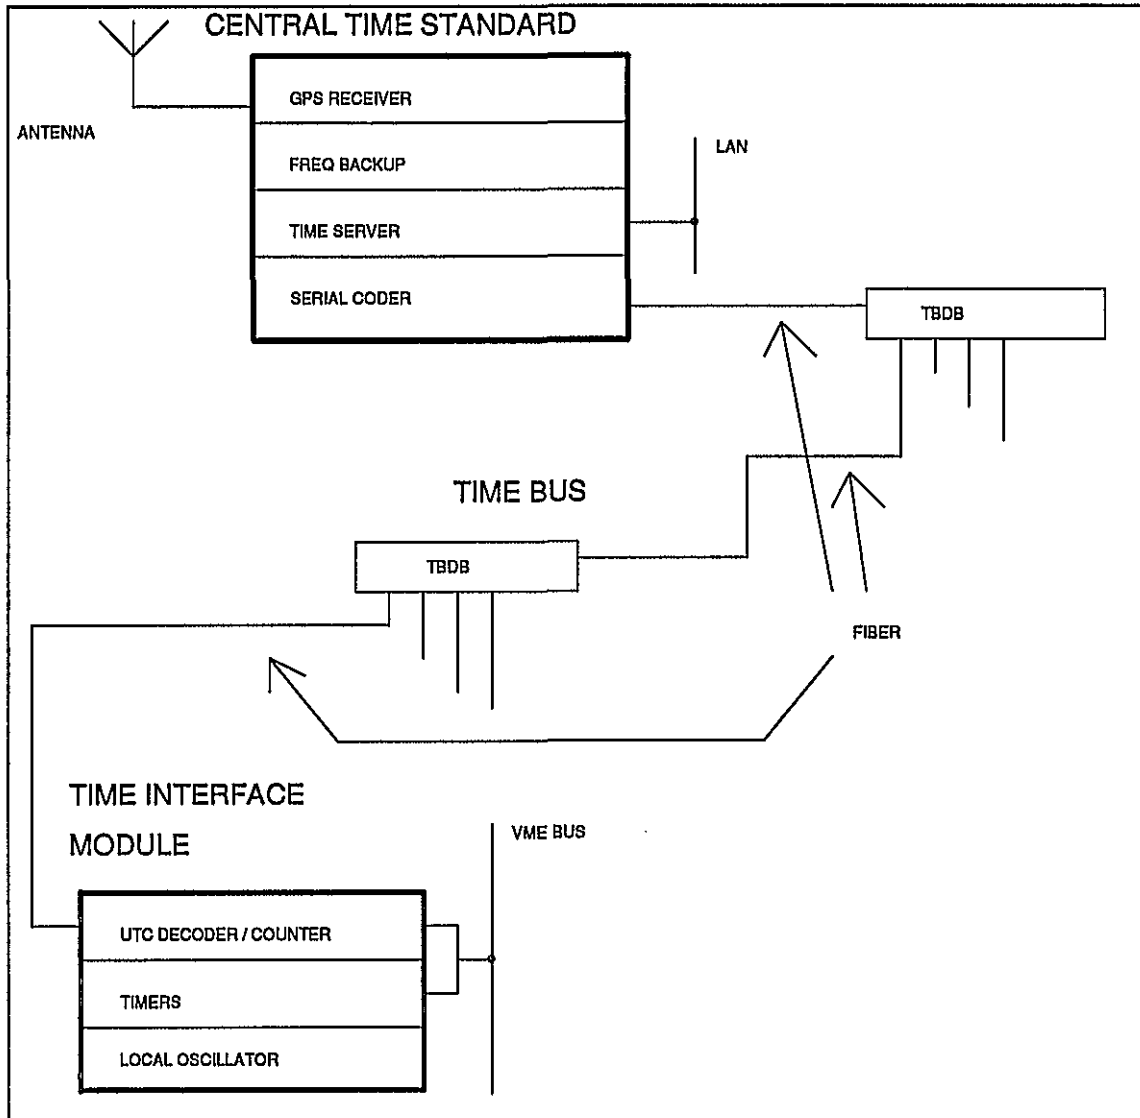 CENTRAL TIME STANDARD
GPS RECEIVER
ANTENNA
FREQ BACKUP
LAN
TIME SERVER
SERIAL CODER
TBDB
TIME BUS
TBDB
FIBER
TIME INTERFACE
MODULE
VME BUS
UTC DECODER / COUNTER
TIMERS
LOCAL OSCILLATOR